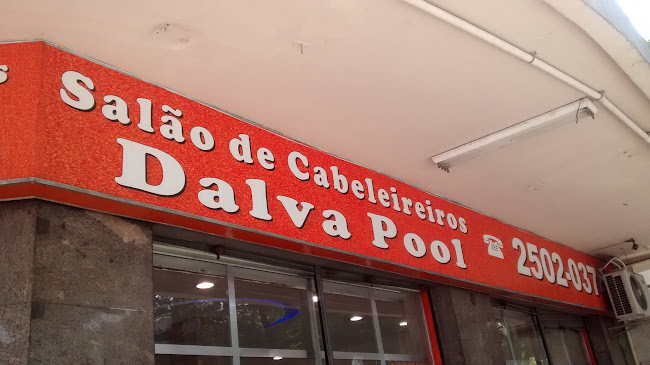 Salão de Cabeleireiros
Dalva Pool
2502-037